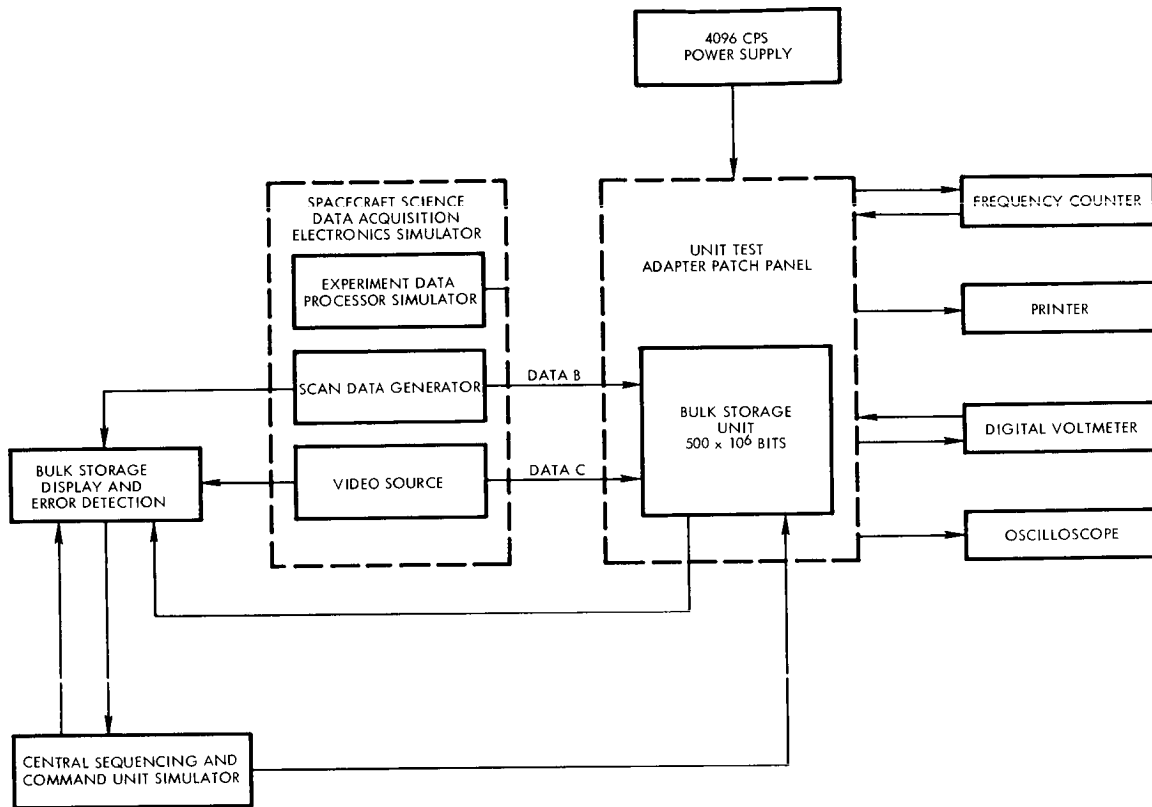 4096 CPS
POWER SUPPLY
SPACECRAFT SCIENCE
DATA ACQUISITION
ELECTRONICS SIMULATOR
EXPERIMENT DATA
PROCESSOR SIMULATOR
SCAN DATA GENERATOR
VIDEO SOURCE
DATA B
DATA C
UNIT TEST
ADAPTER PATCH PANEL
BULK STORAGE
UNIT
500 x 10⁶ BITS
FREQUENCY COUNTER
PRINTER
DIGITAL VOLTMETER
OSCILLOSCOPE
BULK STORAGE
DISPLAY AND
ERROR DETECTION
CENTRAL SEQUENCING AND
COMMAND UNIT SIMULATOR